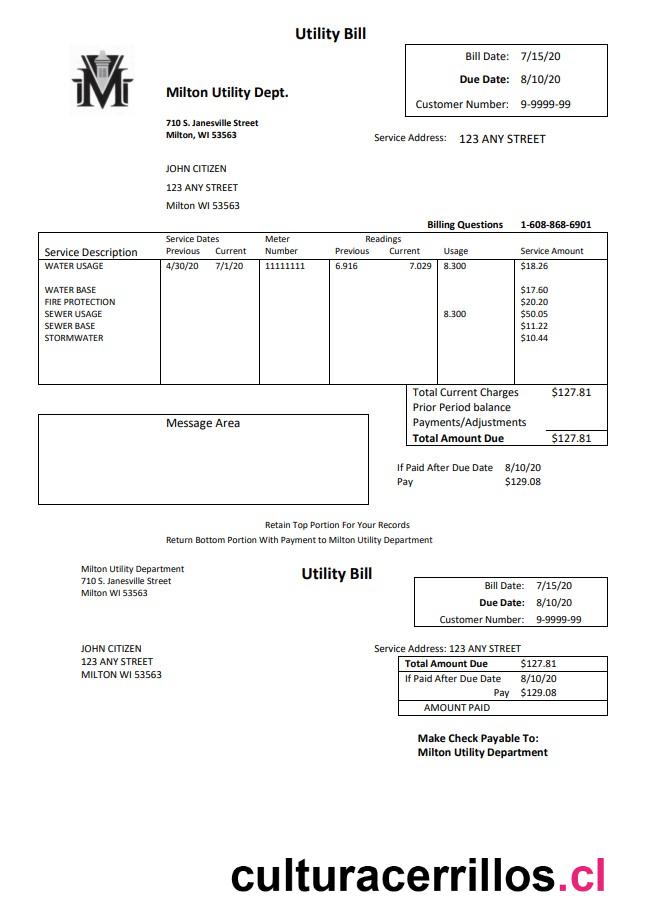 Utility Bill
Bill Date: 7/15/20
Due Date: 8/10/20
Customer Number: 9-9999-99
M
Milton Utility Dept.
710 S. Janesville Street
Milton, WI 53563
Service Address: 123 ANY STREET
JOHN CITIZEN
123 ANY STREET
Milton WI 53563
Billing Questions 1-608-868-6901
Service Dates Meter Readings
Service Description Previous Current Number Previous Current Usage Service Amount
WATER USAGE 4/30/20 7/1/20 11111111 6.916 7.029 8.300 $18.26
WATER BASE $17.60
FIRE PROTECTION $20.20
SEWER USAGE 8.300 $50.05
SEWER BASE $11.22
STORMWATER $10.44
Total Current Charges $127.81
Prior Period balance
Payments/Adjustments
Total Amount Due $127.81
Message Area
If Paid After Due Date 8/10/20
Pay $129.08
Retain Top Portion For Your Records
Return Bottom Portion With Payment to Milton Utility Department
Milton Utility Department
710 S. Janesville Street
Milton WI 53563
Utility Bill
Bill Date: 7/15/20
Due Date: 8/10/20
Customer Number: 9-9999-99
JOHN CITIZEN
123 ANY STREET
MILTON WI 53563
Service Address: 123 ANY STREET
Total Amount Due $127.81
If Paid After Due Date 8/10/20
Pay $129.08
AMOUNT PAID
Make Check Payable To:
Milton Utility Department
culturacerrillos.cl